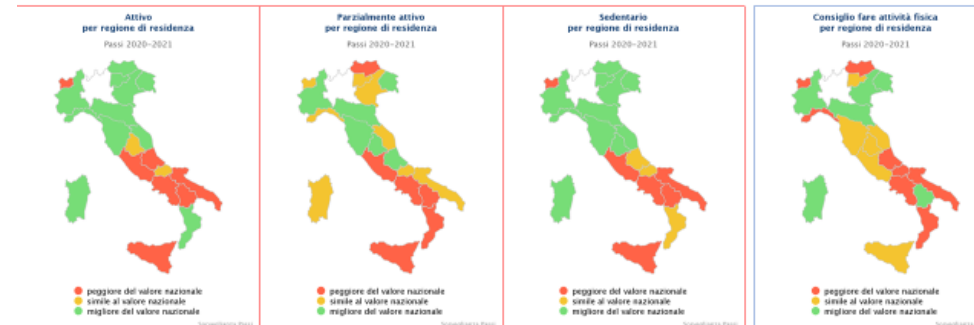 Attivo
per regione di residenza
Passi 2020-2021
peggiore del valore nazionale
simile al valore nazionale
migliore del valore nazionale
Parzialmente attivo
per regione di residenza
Passi 2020-2021
peggiore del valore nazionale
simile al valore nazionale
migliore del valore nazionale
Sedentario
per regione di residenza
Passi 2020-2021
peggiore del valore nazionale
simile al valore nazionale
migliore del valore nazionale
Consiglio fare attività fisica
per regione di residenza
Passi 2020-2021
peggiore del valore nazionale
simile al valore nazionale
migliore del valore nazionale